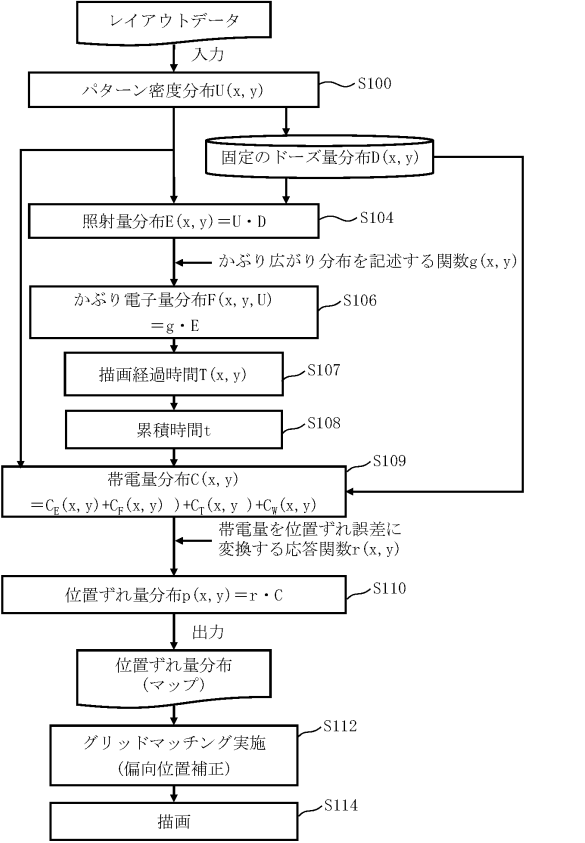 レイアウトデータ
入力
パターン密度分布U(x,y)
S100
固定のドーズ量分布D(x,y)
照射量分布E(x,y)＝U・D
S104
かぶり広がり分布を記述する関数g(x,y)
かぶり電子量分布F(x,y,U)
＝g・E
S106
描画経過時間T(x,y)
S107
累積時間t
S108
帯電量分布C(x,y)
＝CE(x,y)+CF(x,y) )+CT(x,y )+CW(x,y)
S109
帯電量を位置ずれ誤差に
変換する応答関数r(x,y)
位置ずれ量分布p(x,y)＝r・C
S110
出力
位置ずれ量分布
(マップ)
グリッドマッチング実施
(偏向位置補正)
S112
描画
S114